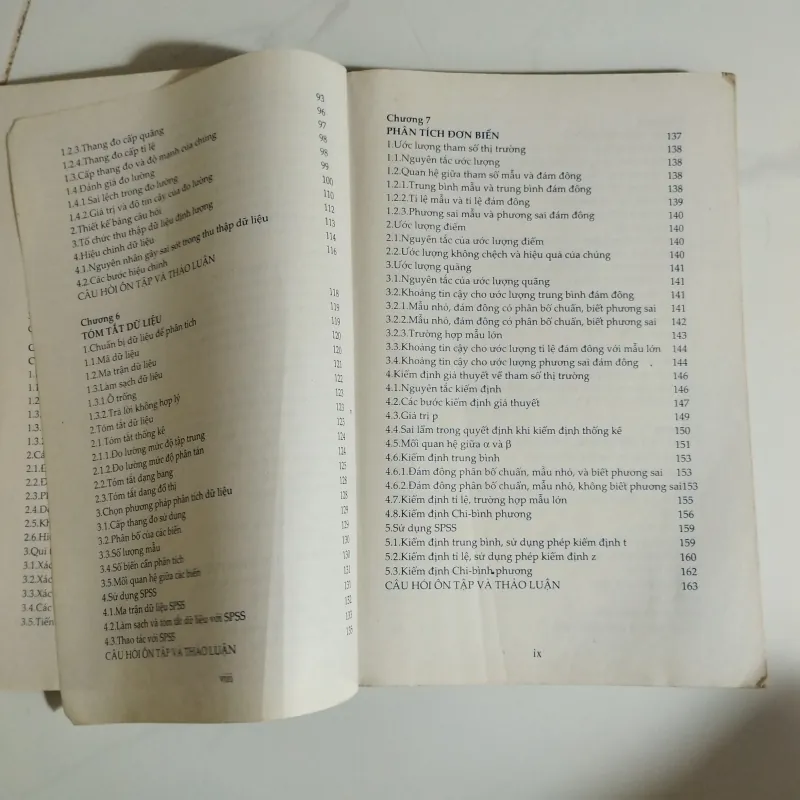 1.2.3.Thang đo cấp quãng 93
1.2.4.Thang đo cấp tỉ lệ 96
1.3.Cấp thang đo và độ mạnh của chúng 97
1.4.Đánh giá đo lường 98
1.4.1.Sai lệch trong đo lường 98
1.4.2.Giá trị và độ tin cậy của đo lường 99
2.Thiết kế bảng câu hỏi 100
3.Tổ chức thu thập dữ liệu định lượng 110
4.Hiệu chỉnh dữ liệu 112
4.1.Nguyên nhân gây sai sót trong thu thập dữ liệu 113
4.2.Các bước hiệu chỉnh 114
CÂU HỎI ÔN TẬP VÀ THẢO LUẬN 116
Chương 6
TÓM TẮT DỮ LIỆU 118
1.Chuẩn bị dữ liệu để phân tích 119
1.1.Mã dữ liệu 119
1.2.Ma trận dữ liệu 120
1.3.Làm sạch dữ liệu 120
1.3.1.Ô trống 121
1.3.2.Trả lời không hợp lý 122
2.Tóm tắt dữ liệu 122
2.1.Tóm tắt thống kê 123
2.1.1.Đo lường mức độ tập trung 124
2.1.2.Đo lường mức độ phân tán 124
2.2.Tóm tắt dạng bảng 125
2.3.Tóm tắt dạng đồ thị 128
3.Chọn phương pháp phân tích dữ liệu 128
3.1.Cấp thang đo sử dụng 129
3.2.Phân bố của các biến 129
3.3.Số lượng mẫu 130
3.4.Số biến cần phân tích 130
3.5.Mối quan hệ giữa các biến 131
4.Sử dụng SPSS 131
4.1.Ma trận dữ liệu SPSS 132
4.2.Làm sạch và tóm tắt dữ liệu với SPSS 133
4.3.Thao tác với SPSS 135
CÂU HỎI ÔN TẬP VÀ THẢO LUẬN
viii
Chương 7
PHÂN TÍCH ĐƠN BIẾN 137
1.Ước lượng tham số thị trường 138
1.1.Nguyên tắc ước lượng 138
1.2.Quan hệ giữa tham số mẫu và đám đông 138
1.2.1.Trung bình mẫu và trung bình đám đông 138
1.2.2.Tỉ lệ mẫu và tỉ lệ đám đông 139
1.2.3.Phương sai mẫu và phương sai đám đông 140
2.Ước lượng điểm 140
2.1.Nguyên tắc của ước lượng điểm 140
2.2.Ước lượng không chệch và hiệu quả của chúng 140
3.Ước lượng quãng 141
3.1.Nguyên tắc của ước lượng quãng 141
3.2.Khoảng tin cậy cho ước lượng trung bình đám đông 141
3.2.1.Mẫu nhỏ, đám đông có phân bố chuẩn, biết phương sai 141
3.2.2.Mẫu nhỏ, đám đông có phân bố chuẩn, biết phương sai 142
3.2.3.Trường hợp mẫu lớn 143
3.3.Khoảng tin cậy cho ước lượng tỉ lệ đám đông với mẫu lớn 144
3.4.Khoảng tin cậy cho ước lượng phương sai đám đông 144
4.Kiểm định giả thuyết về tham số thị trường 146
4.1.Nguyên tắc kiểm định 146
4.2.Các bước kiểm định giả thuyết 147
4.3.Giá trị p 149
4.4.Sai lầm trong quyết định khi kiểm định thống kê 150
4.5.Mối quan hệ giữa α và β 151
4.6.Kiểm định trung bình 153
4.6.1.Đám đông phân bố chuẩn, mẫu nhỏ, và biết phương sai 153
4.6.2.Đám đông phân bố chuẩn, mẫu nhỏ, không biết phương sai153
4.7.Kiểm định tỉ lệ, trường hợp mẫu lớn 155
4.8.Kiểm định Chi-bình phương 156
5.Sử dụng SPSS 159
5.1.Kiểm định trung bình, sử dụng phép kiểm định t 159
5.2.Kiểm định tỉ lệ, sử dụng phép kiểm định z 160
5.3.Kiểm định Chi-bình phương 162
CÂU HỎI ÔN TẬP VÀ THẢO LUẬN 163
ix